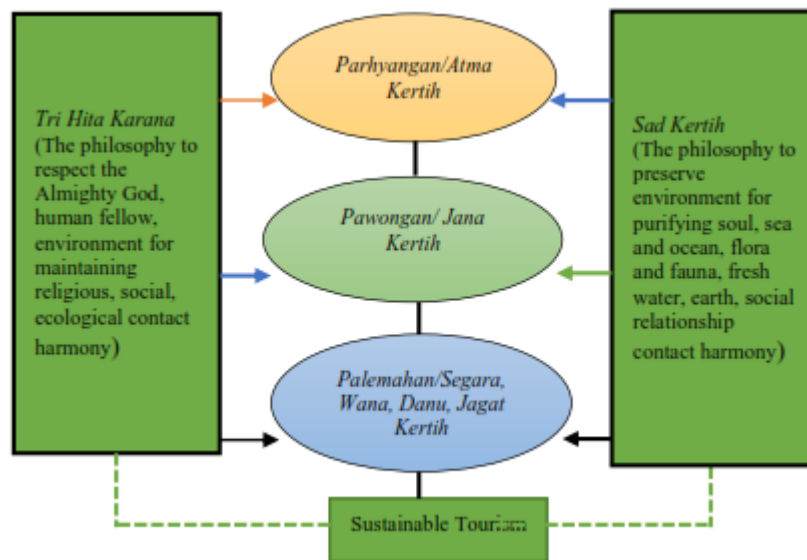 Parhyangan/Atma
Kertih
Tri Hita Karana
(The philosophy to
respect the
Almighty God,
human fellow,
environment for
maintaining
religious, social,
ecological contact
harmony)
Pawongan/ Jana
Kertih
Sad Kertih
(The philosophy to
preserve
environment for
purifying soul, sea
and ocean, flora
and fauna, fresh
water, earth, social
relationship
contact harmony)
Palemahan/Segara,
Wana, Danu, Jagat
Kertih
Sustainable Tourism